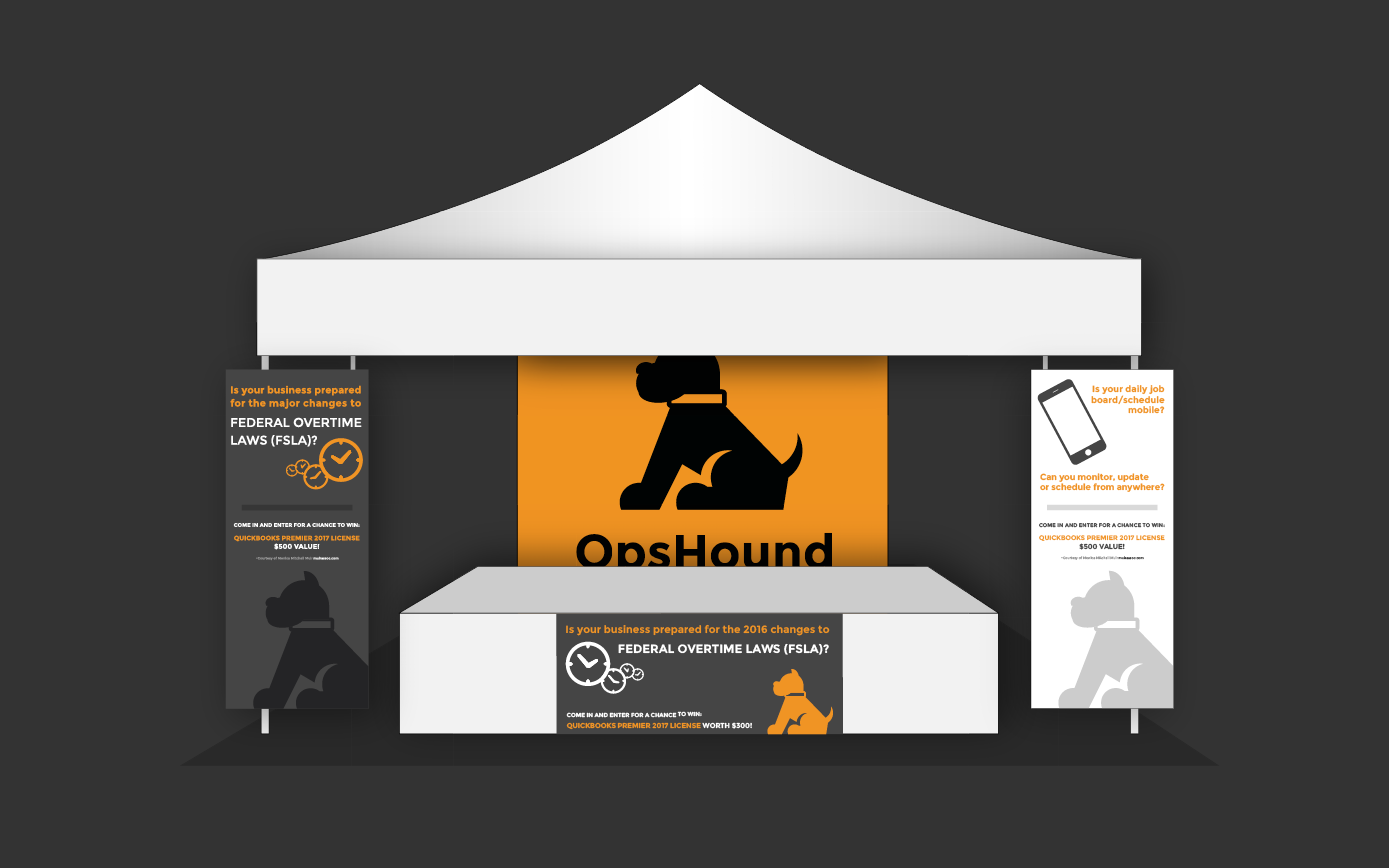 Is your business prepared
for the major changes to
FEDERAL OVERTIME
LAWS (FSLA)?
COME IN AND ENTER FOR A CHANCE TO WIN:
QUICKBOOKS PREMIER 2017 LICENSE
$500 VALUE!
OpsHound
Is your business prepared for the 2016 changes to
FEDERAL OVERTIME LAWS (FSLA)?
COME IN AND ENTER FOR A CHANCE TO WIN:
QUICKBOOKS PREMIER 2017 LICENSE WORTH $300!
Is your daily job
board/schedule
mobile?
Can you monitor, update
or schedule from anywhere?
COME IN AND ENTER FOR A CHANCE TO WIN:
QUICKBOOKS PREMIER 2017 LICENSE
$500 VALUE!